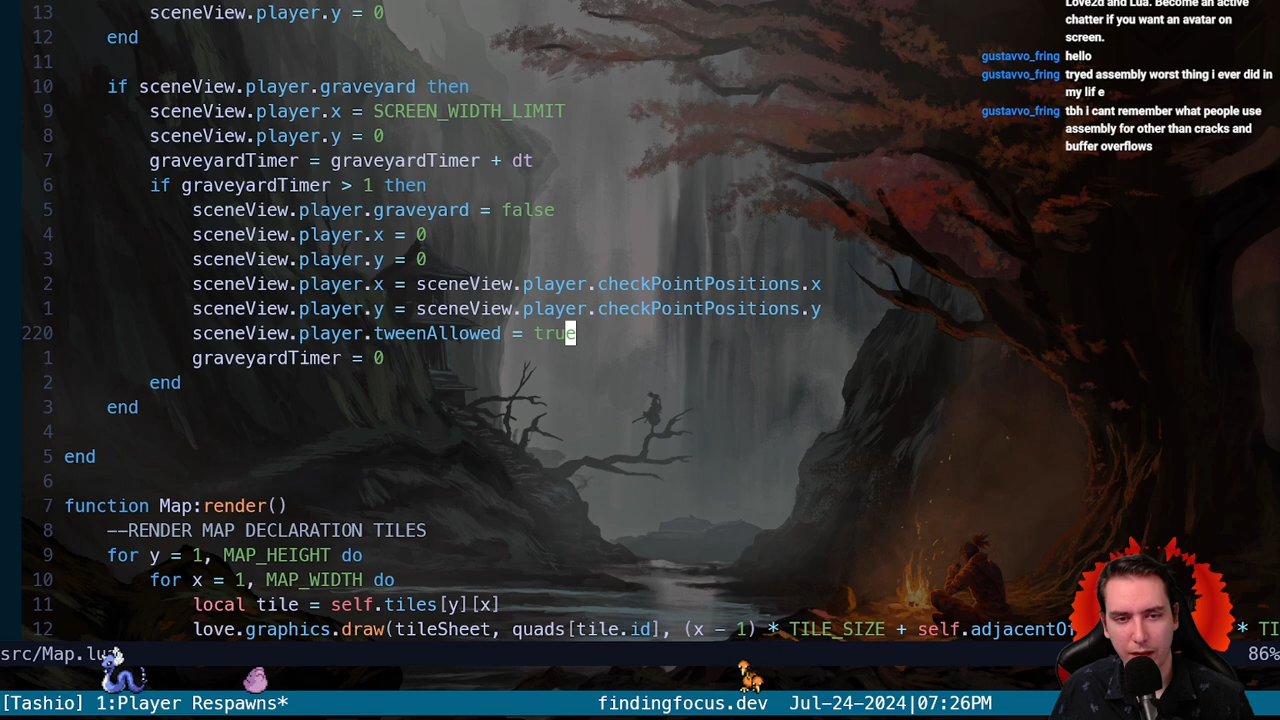 13 sceneView.player.y = 0
12 end
11
10 if sceneView.player.graveyard then
9 sceneView.player.x = SCREEN_WIDTH_LIMIT
8 sceneView.player.y = 0
7 graveyardTimer = graveyardTimer + dt
6 if graveyardTimer > 1 then
5 sceneView.player.graveyard = false
4 sceneView.player.x = 0
3 sceneView.player.y = 0
2 sceneView.player.x = sceneView.player.checkPointPositions.x
1 sceneView.player.y = sceneView.player.checkPointPositions.y
220 sceneView.player.tweenAllowed = true
1 graveyardTimer = 0
2 end
3 end
4
5 end
6
7 function Map:render()
8 --RENDER MAP DECLARATION TILES
9 for y = 1, MAP_HEIGHT do
10 for x = 1, MAP_WIDTH do
11 local tile = self.tiles[y][x]
12 love.graphics.draw(tileSheet, quads[tile.id], (x - 1) * TILE_SIZE + self.adjacentOf * TI
src/Map.lu 86%
[Tashio] 1:Player Respawns* findingfocus.dev Jul-24-2024|07:26PM
Love2d and Lua. Become an active
chatter if you want an avatar on
screen.
gustavvo_fring hello
gustavvo_fring tryed assembly worst thing i ever did in
my lif e
gustavvo_fring tbh i cant remember what people use
assembly for other than cracks and
buffer overflows